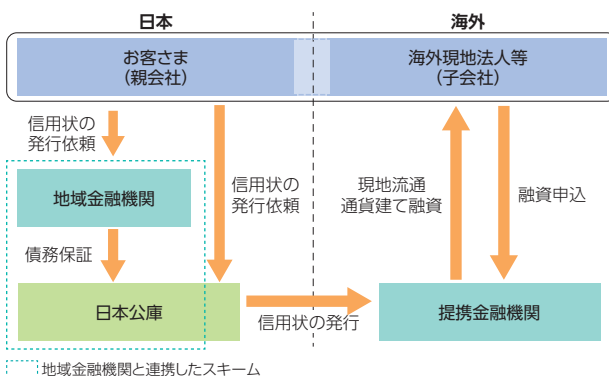 日本
海外
お客さま
(親会社)
海外現地法人等
(子会社)
信用状の
発行依頼
地域金融機関
信用状の
発行依頼
現地流通
通貨建て融資
融資申込
債務保証
日本公庫
信用状の発行
提携金融機関
地域金融機関と連携したスキーム